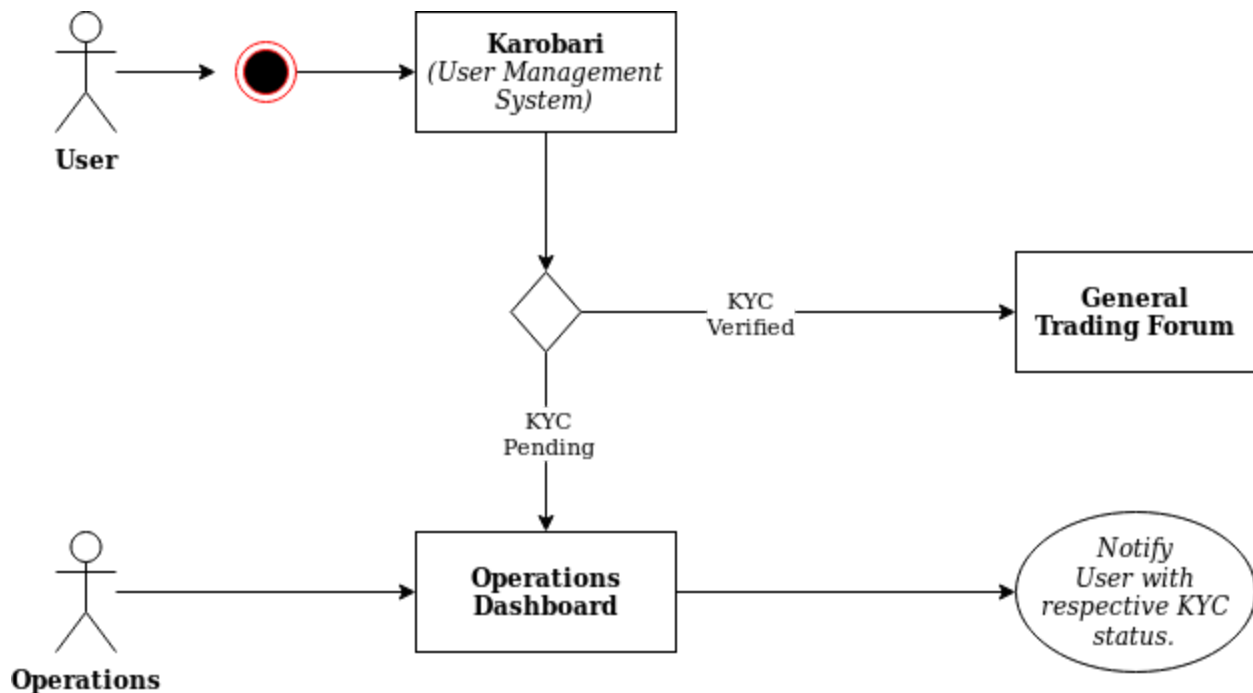 Karobari
(User Management
System)
User
KYC
Verified
General
Trading Forum
KYC
Pending
Operations
Dashboard
Notify
User with
respective KYC
status.
Operations